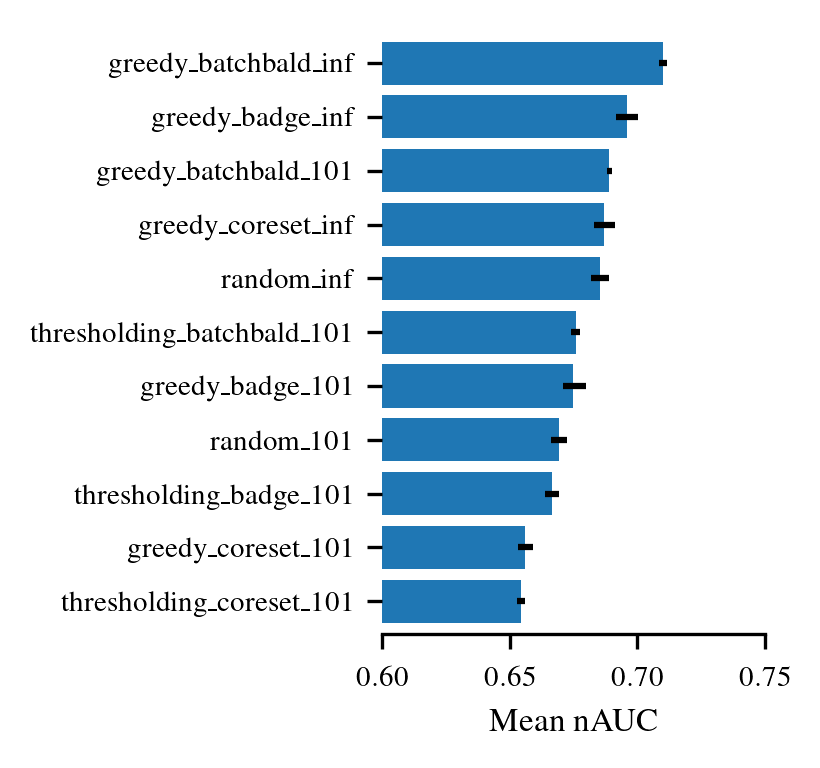 greedy_batchbald_inf
greedy_badge_inf
greedy_batchbald_101
greedy_coreset_inf
random_inf
thresholding_batchbald_101
greedy_badge_101
random_101
thresholding_badge_101
greedy_coreset_101
thresholding_coreset_101
0.60 0.65 0.70 0.75
Mean nAUC